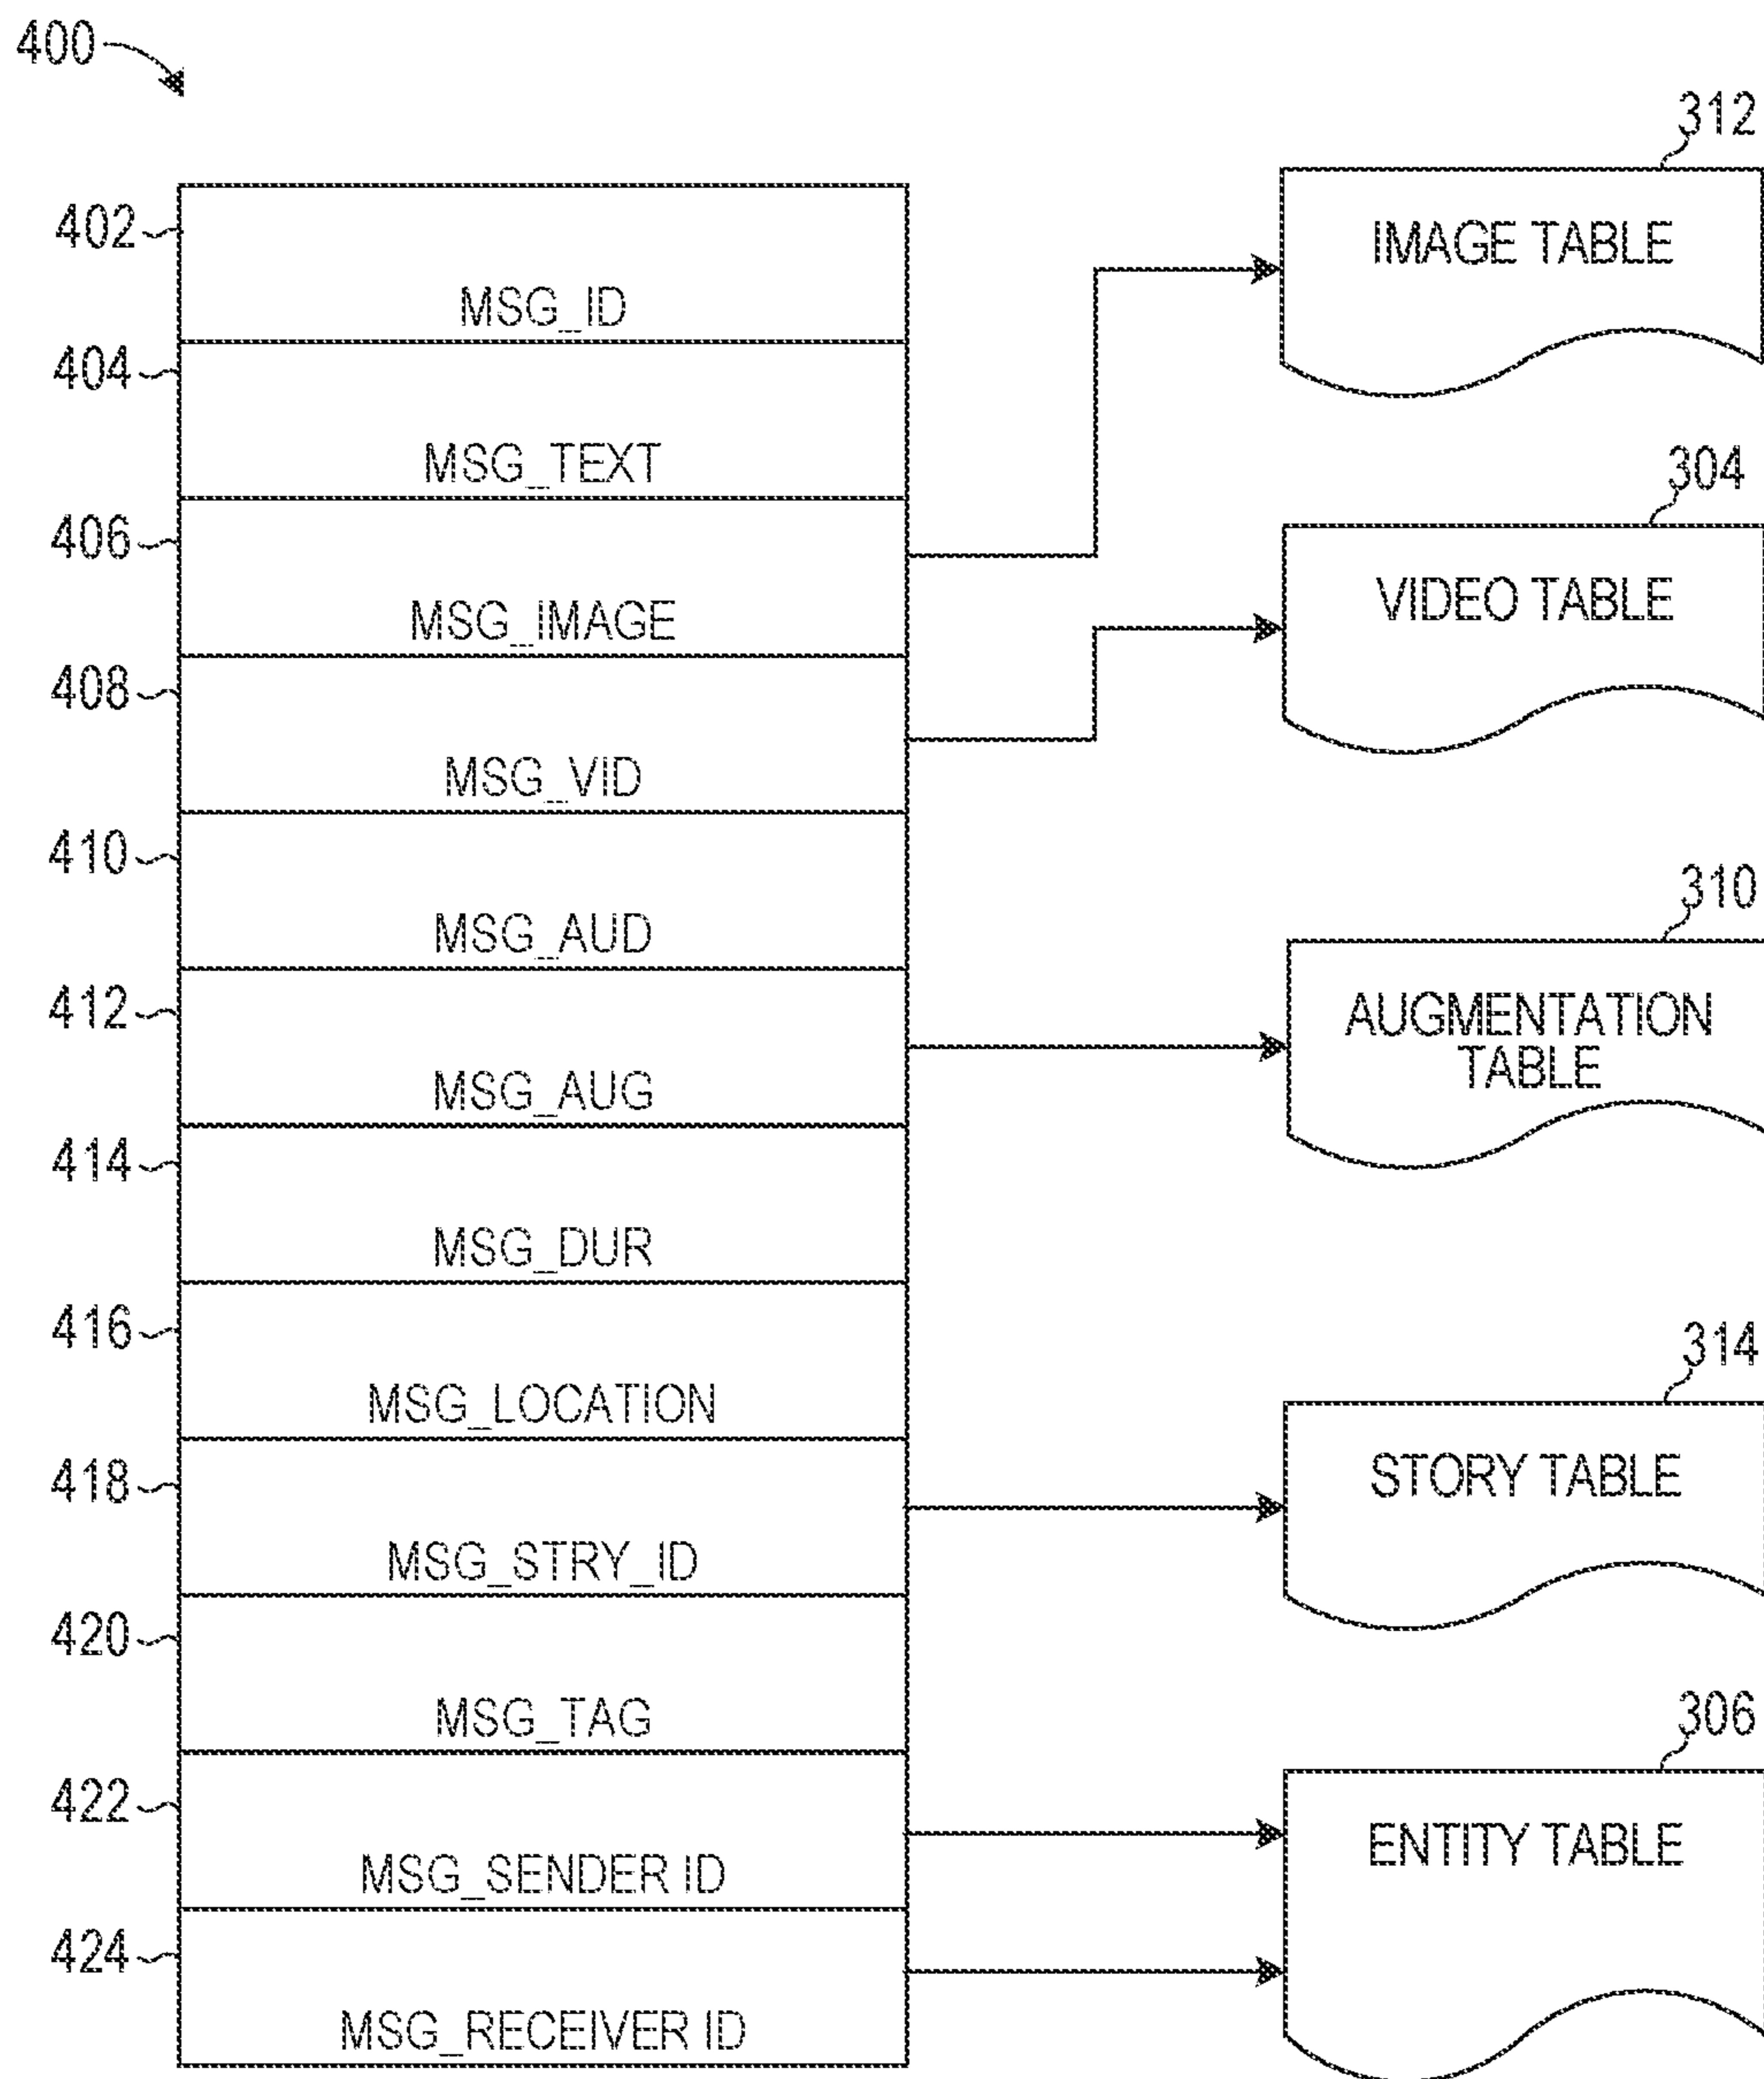 400
402
MSG_ID
404
MSG_TEXT
406
MSG_IMAGE
408
MSG_VID
410
MSG_AUD
412
MSG_AUG
414
MSG_DUR
416
MSG_LOCATION
418
MSG_STRY_ID
420
MSG_TAG
422
MSG_SENDER ID
424
MSG_RECEIVER ID
312
IMAGE TABLE
304
VIDEO TABLE
310
AUGMENTATION
TABLE
314
STORY TABLE
306
ENTITY TABLE